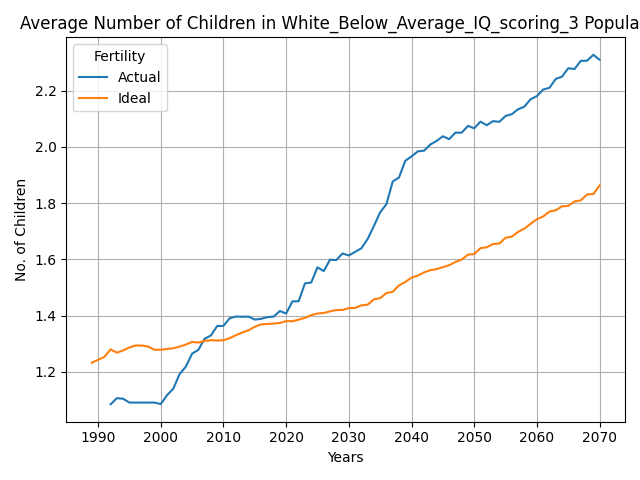 Average Number of Children in White_Below_Average_IQ_scoring_3 Popula
Fertility
Actual
Ideal
No. of Children
2.2
2.0
1.8
1.6
1.4
1.2
1990 2000 2010 2020 2030 2040 2050 2060 2070
Years